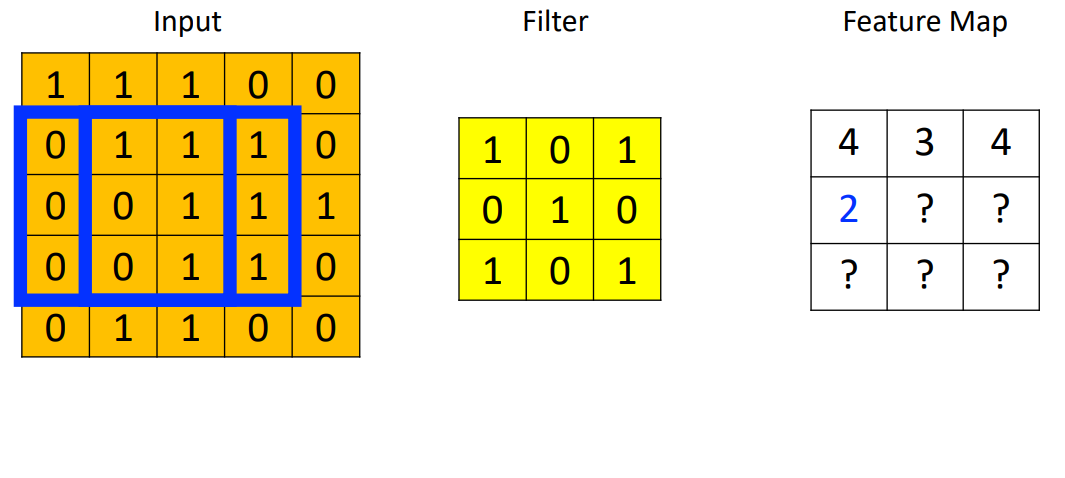 Input
1 1 1 0 0
0 1 1 1 0
0 0 1 1 1
0 0 1 1 0
0 1 1 0 0
Filter
1 0 1
0 1 0
1 0 1
Feature Map
4 3 4
2 ? ?
? ? ?